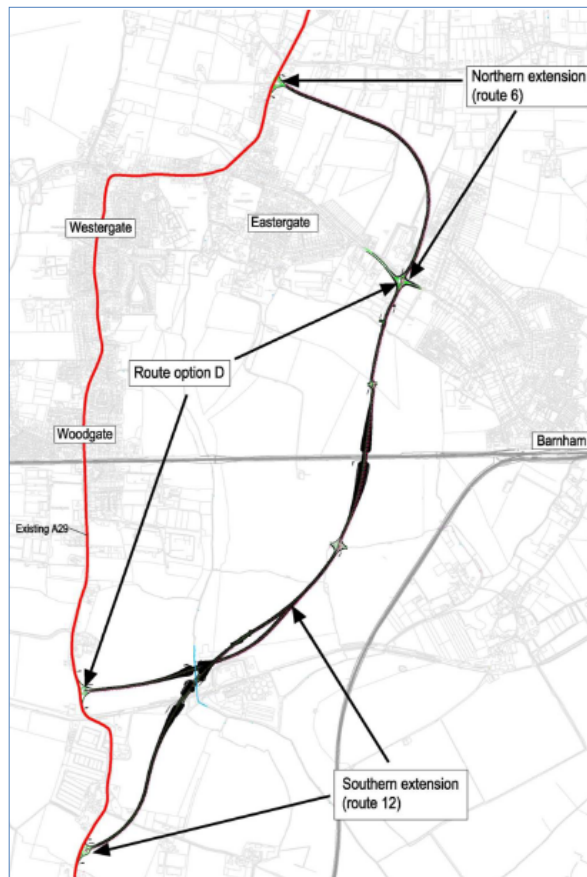 Northern extension
(route 6)
Westergate
Eastergate
Route option D
Woodgate
Barnham
Existing A29
Southern extension
(route 12)